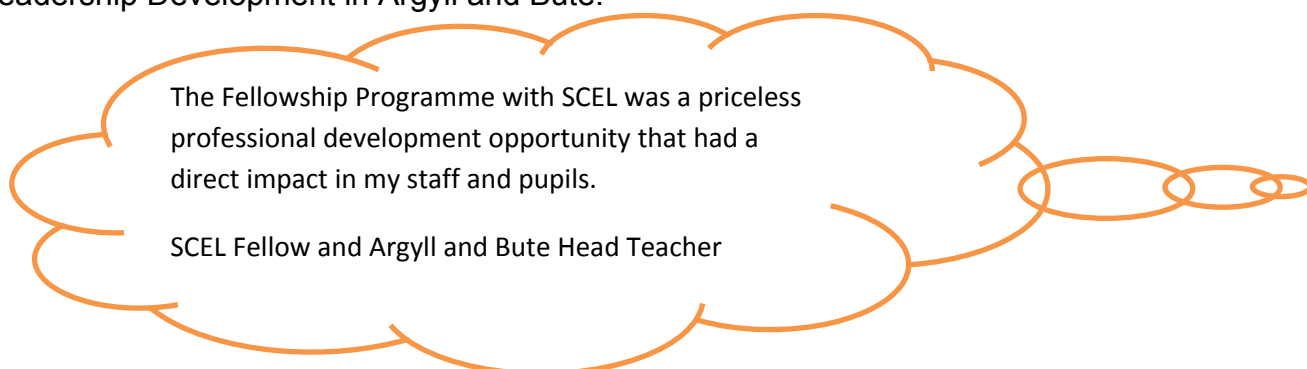 eadership Development in Argyll and Bute.
The Fellowship Programme with SCEL was a priceless
professional development opportunity that had a
direct impact in my staff and pupils.
SCEL Fellow and Argyll and Bute Head Teacher